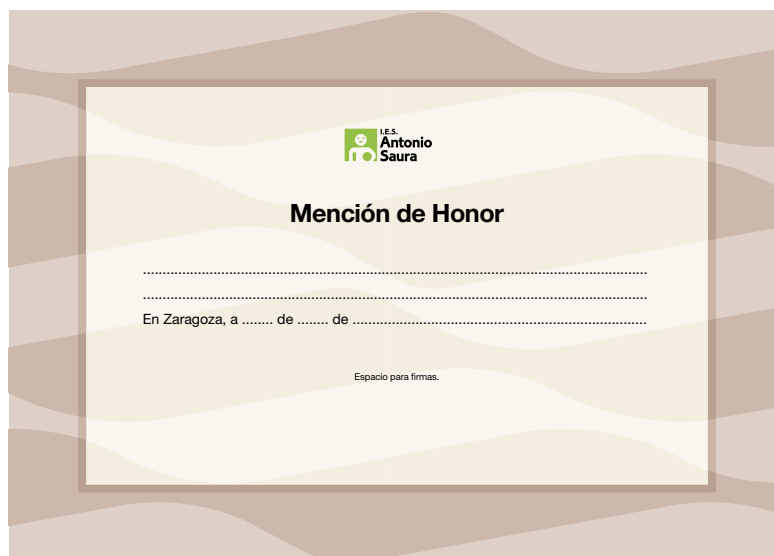 I.E.S.
Antonio
Saura
Mención de Honor
................................................................................................................................
................................................................................................................................
En Zaragoza, a ........ de ........ de ...........................................................................
Espacio para firmas.